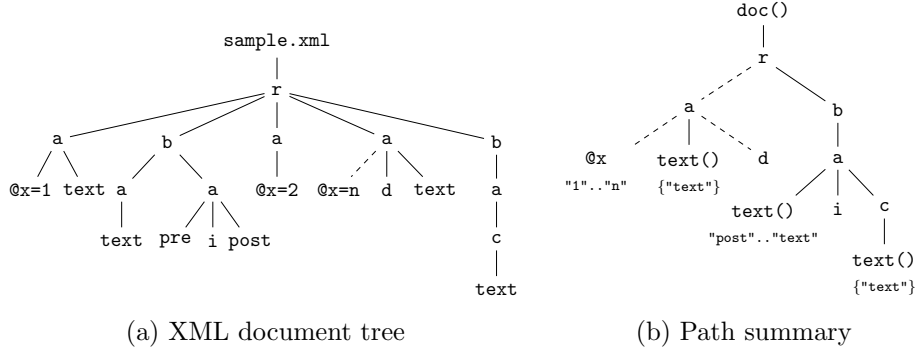 sample.xml
r
a b a a b
@x=1 text a a @x=2 @x=n d text a
text pre i post c
text
(a) XML document tree
doc()
r
a b
@x text() d a
"1".."n" {"text"}
text() i c
"post".."text"
text()
{"text"}
(b) Path summary